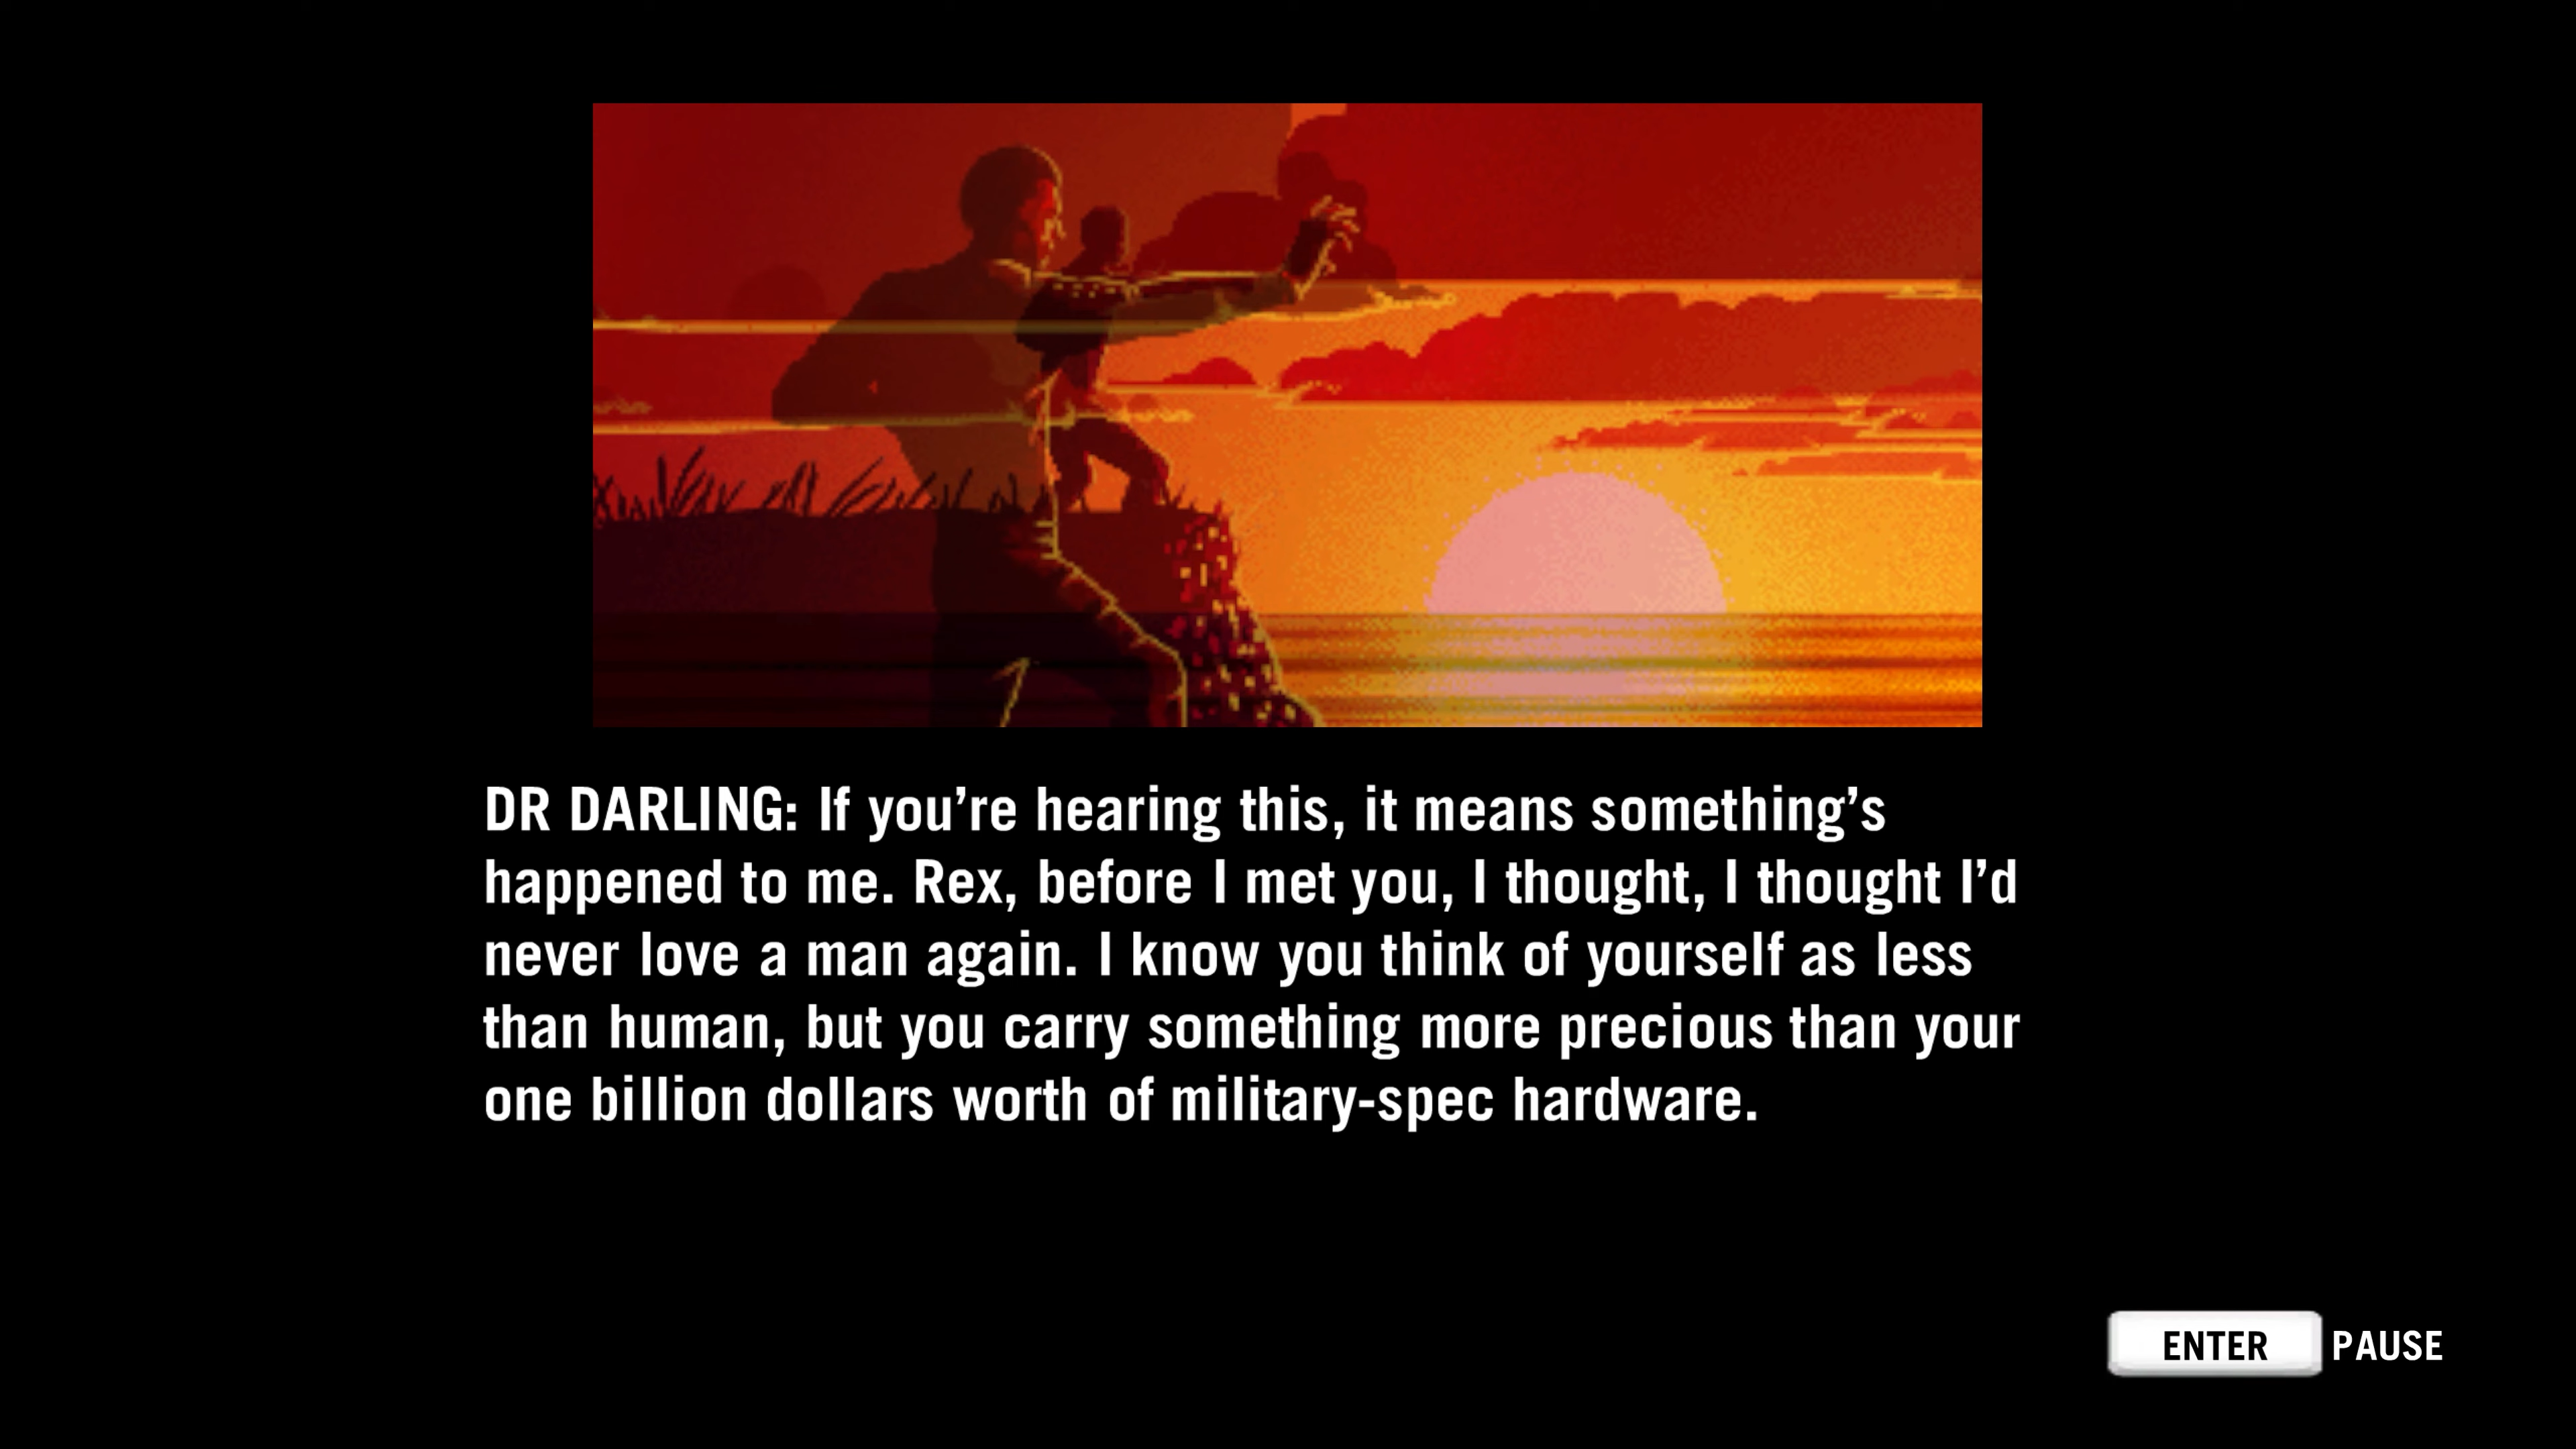 DR DARLING: If you’re hearing this, it means something’s
happened to me. Rex, before I met you, I thought, I thought I’d
never love a man again. I know you think of yourself as less
than human, but you carry something more precious than your
one billion dollars worth of military-spec hardware.
ENTER PAUSE